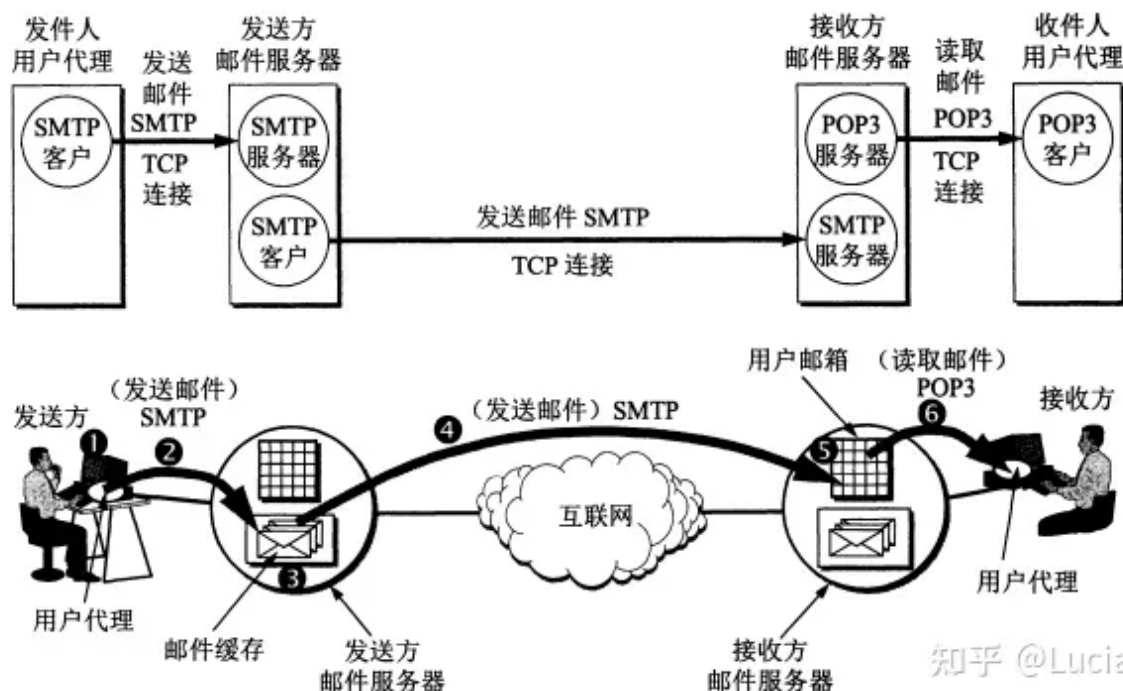 发件人
用户代理
发送
邮件
SMTP
TCP
连接
SMTP
客户
发送方
邮件服务器
SMTP
服务器
SMTP
客户
发送邮件 SMTP
TCP 连接
接收方
邮件服务器
POP3
服务器
SMTP
服务器
读取
邮件
POP3
TCP
连接
收件人
用户代理
POP3
客户
发送方
❶
(发送邮件)
SMTP
❷
❸
用户代理
邮件缓存
发送方
邮件服务器
❹
(发送邮件) SMTP
互联网
用户邮箱
❺
(读取邮件)
POP3
❻
接收方
用户代理
接收方
邮件服务器
知乎 @Lucia